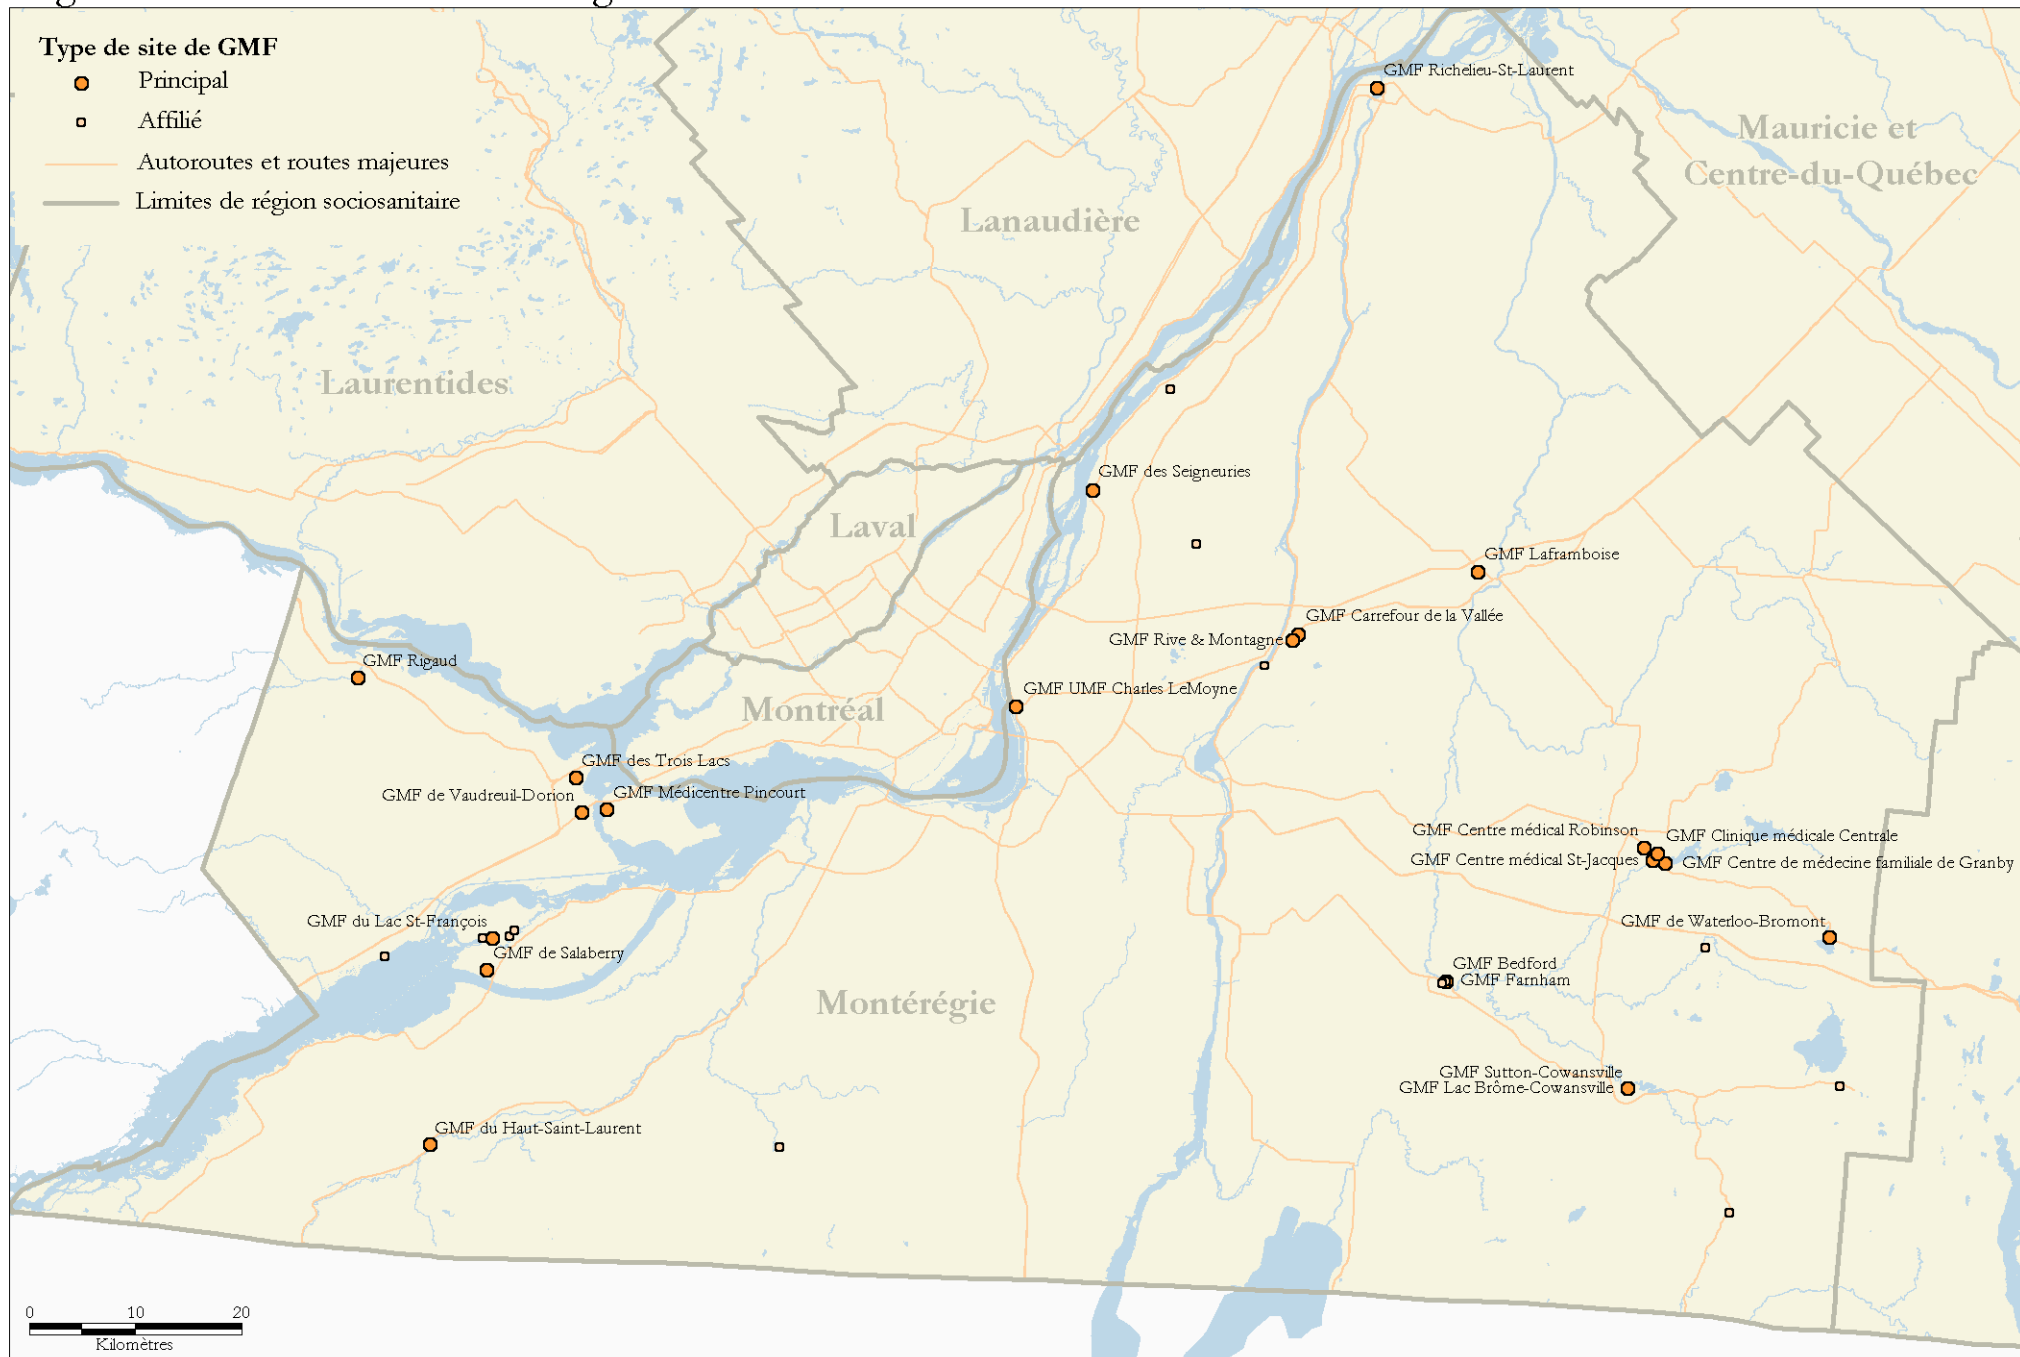 Type de site de GMF
Principal
Affilié
Autoroutes et routes majeures
Limites de région sociosanitaire
GMF Richelieu-St-Laurent
Mauricie et
Centre-du-Québec
Lanaudière
Laurentides
GMF des Seigneuries
Laval
GMF Laframboise
GMF Carrefour de la Vallée
GMF Rive & Montagne
GMF Rigaud
GMF UMF Charles LeMoyne
Montréal
GMF des Trois Lacs
GMF de Vaudreuil-Dorion
GMF Médicentre Pincourt
GMF Centre médical Robinson
GMF Clinique médicale Centrale
GMF Centre médical St-Jacques
GMF Centre de médecine familiale de Granby
GMF du Lac St-François
GMF de Waterloo-Bromont
GMF de Salaberry
GMF Bedford
GMF Farnham
Montérégie
GMF Sutton-Cowansville
GMF Lac Brôme-Cowansville
GMF du Haut-Saint-Laurent
0 10 20
Kilomètres